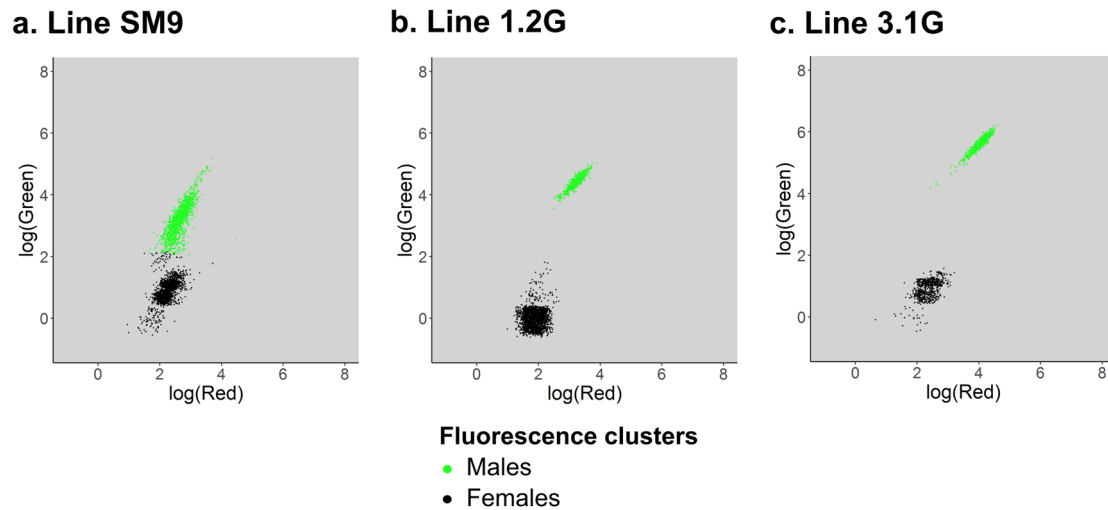 a. Line SM9
b. Line 1.2G
c. Line 3.1G
log(Green)
8
6
4
2
0
0 2 4 6 8
log(Red)
log(Green)
8
6
4
2
0
0 2 4 6 8
log(Red)
log(Green)
8
6
4
2
0
0 2 4 6 8
log(Red)
Fluorescence clusters
Males
Females